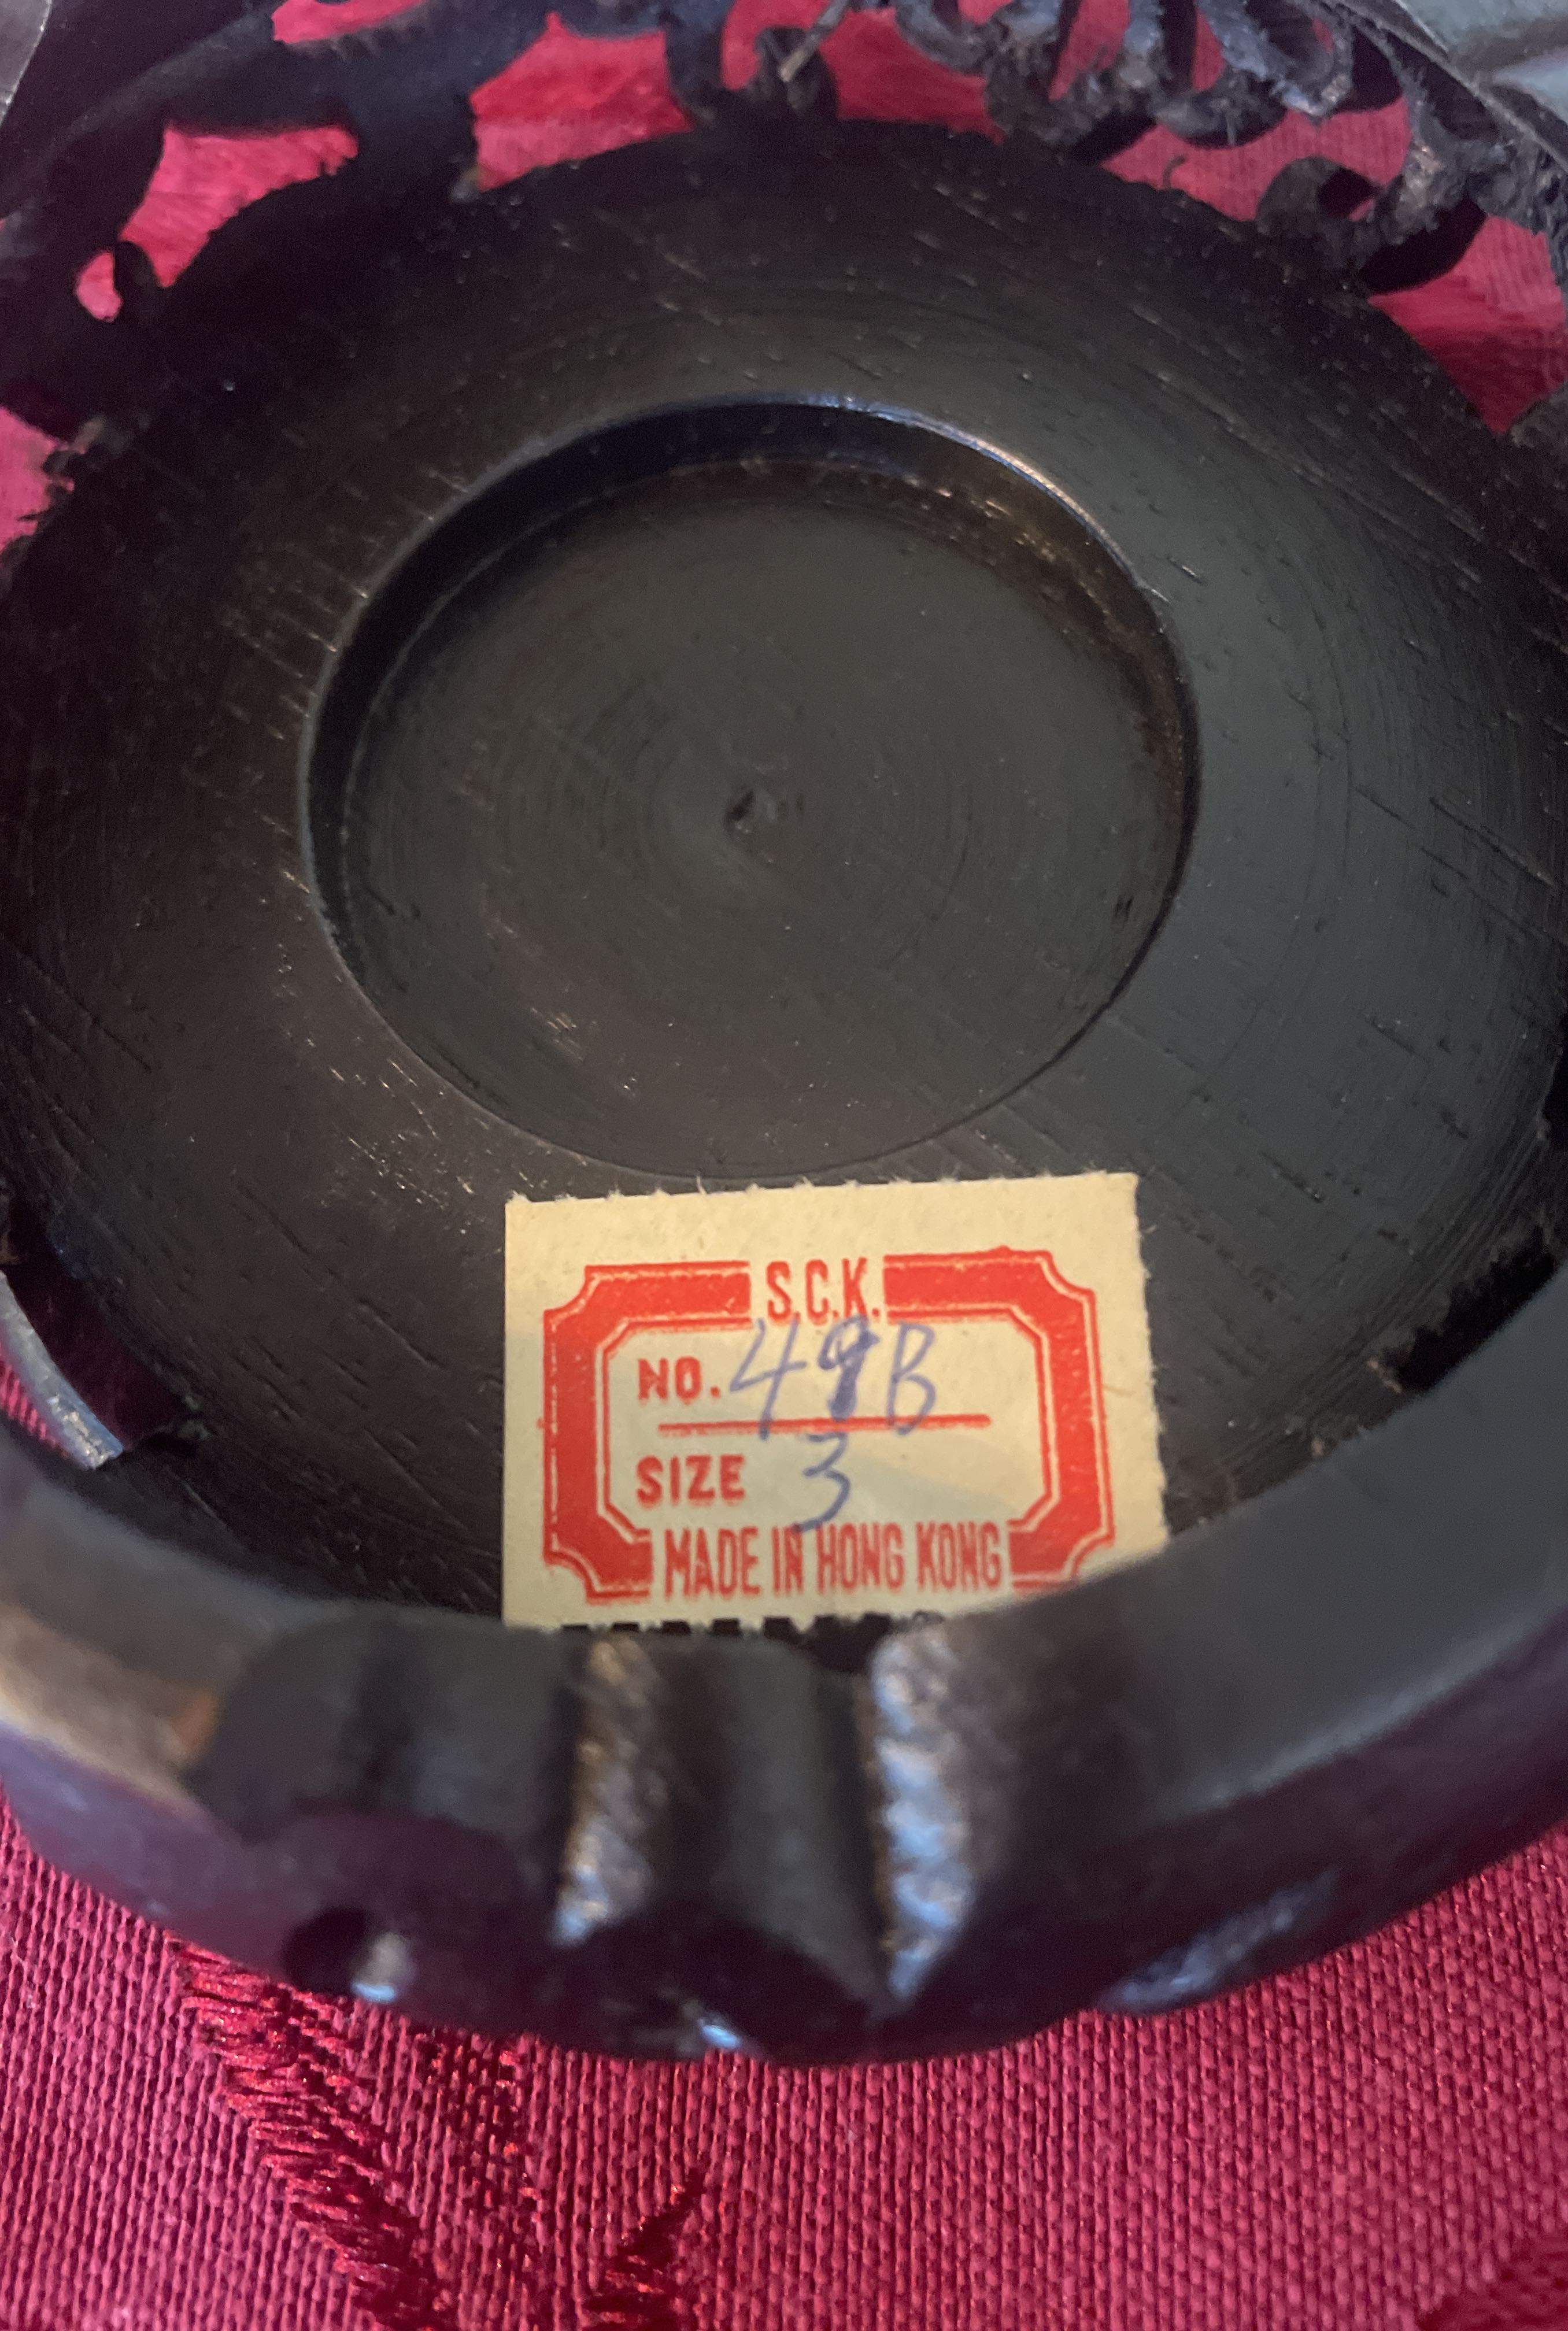 S.C.K.
NO. 49B
SIZE 3
MADE IN HONG KONG